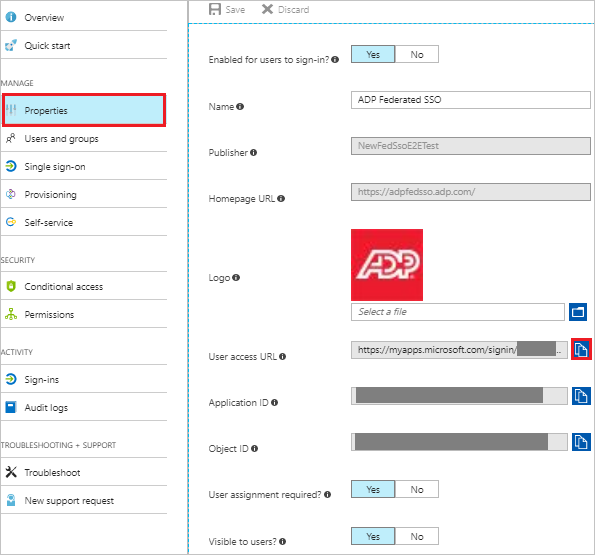 Overview
Quick start
MANAGE
Properties
Users and groups
Single sign-on
Provisioning
Self-service
SECURITY
Conditional access
Permissions
ACTIVITY
Sign-ins
Audit logs
TROUBLESHOOTING + SUPPORT
Troubleshoot
New support request
Save Discard
Enabled for users to sign-in? Yes No
Name ADP Federated SSO
Publisher NewFedSsoE2ETest
Homepage URL https://adpfedsso.adp.com/
Logo ADP
Select a file
User access URL https://myapps.microsoft.com/signin/ ..
Application ID
Object ID
User assignment required? Yes No
Visible to users? Yes No